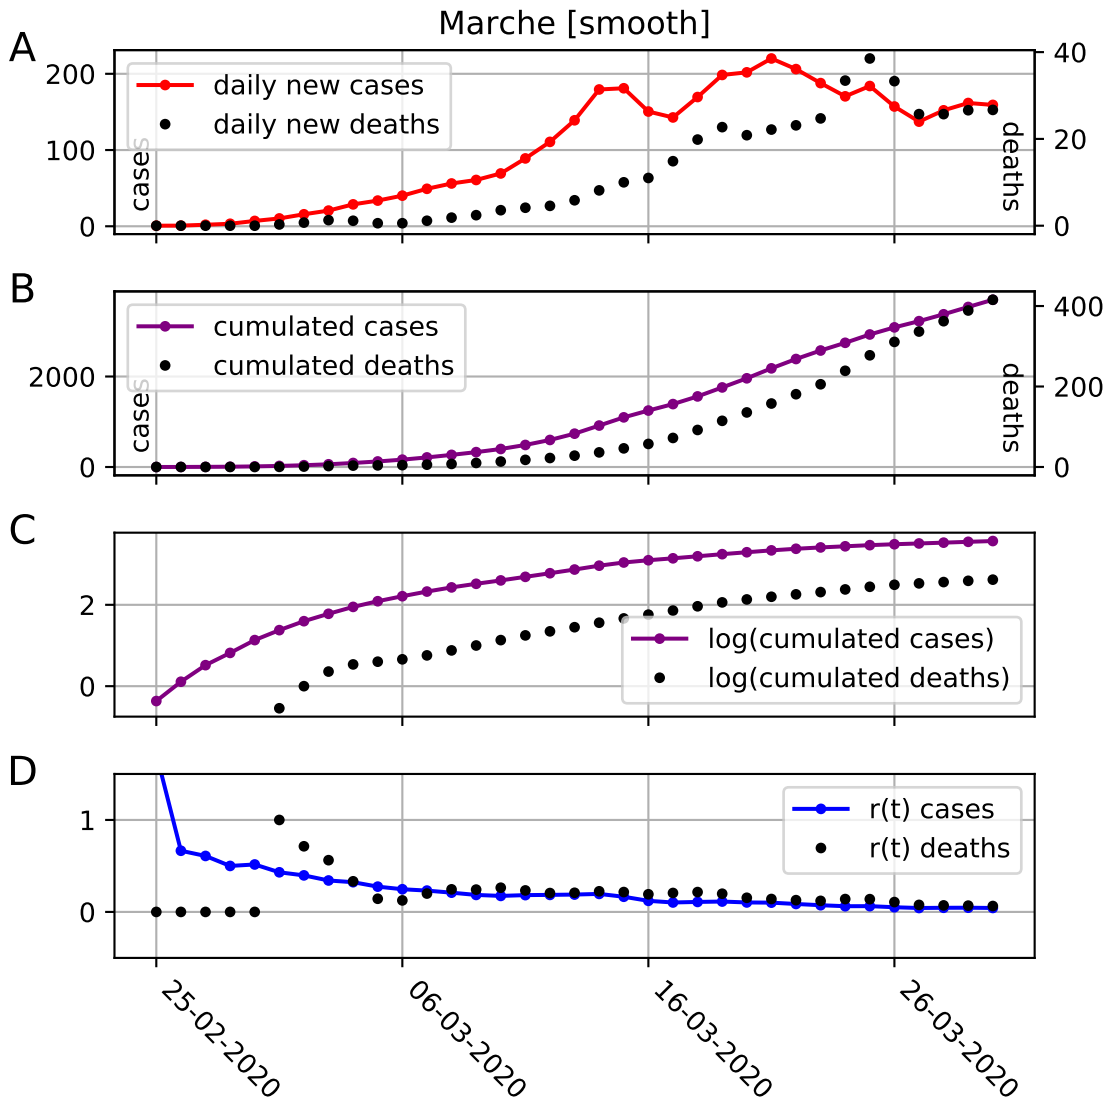 Marche [smooth]
A
daily new cases
daily new deaths
cases
deaths
200
100
0
40
20
0
B
cumulated cases
cumulated deaths
cases
deaths
2000
0
400
200
0
C
2
0
log(cumulated cases)
log(cumulated deaths)
D
1
0
r(t) cases
r(t) deaths
25-02-2020
06-03-2020
16-03-2020
26-03-2020